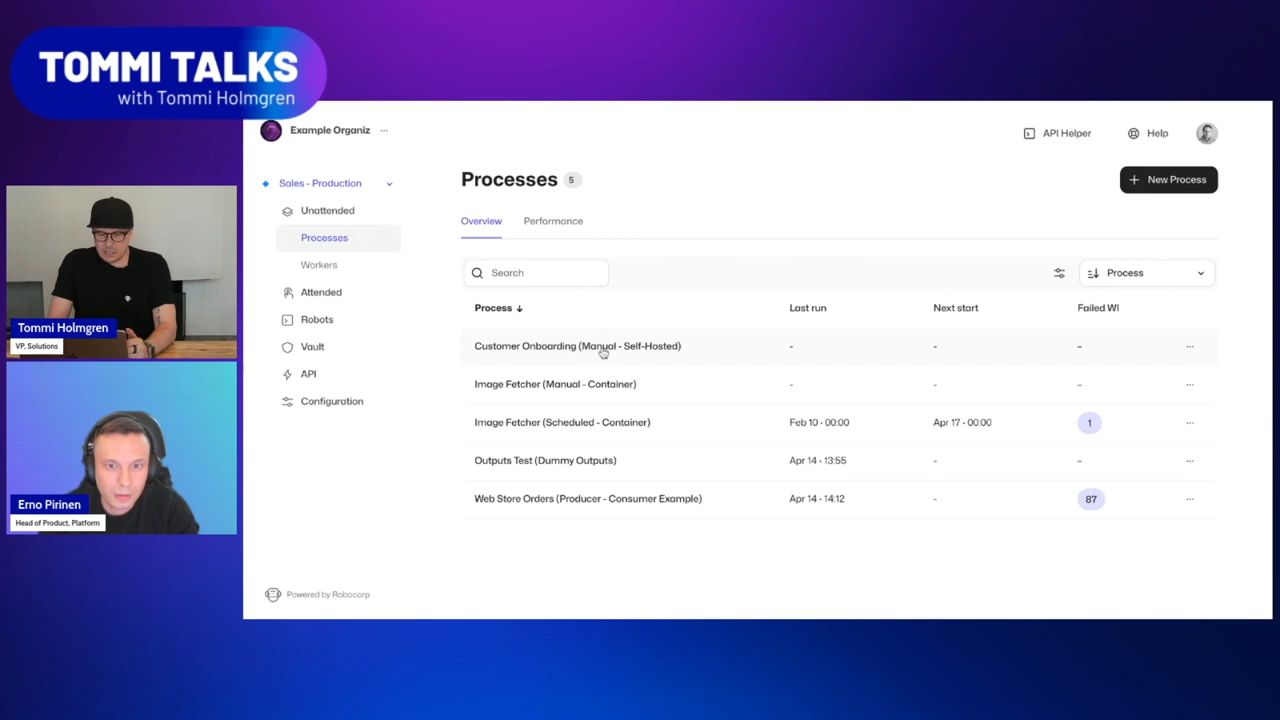 TOMMI TALKS
with Tommi Holmgren
Example Organiz ...
API Helper
Help
Sales - Production
Unattended
Processes
Workers
Attended
Robots
Vault
API
Configuration
Powered by Robocorp
Processes 5
+ New Process
Overview Performance
Search
Process
Process ↓ Last run Next start Failed WI
Customer Onboarding (Manual - Self-Hosted) - - - ...
Image Fetcher (Manual - Container) - - - ...
Image Fetcher (Scheduled - Container) Feb 10 · 00:00 Apr 17 · 00:00 1 ...
Outputs Test (Dummy Outputs) Apr 14 · 13:55 - - ...
Web Store Orders (Producer - Consumer Example) Apr 14 · 14:12 - 87 ...
Tommi Holmgren
VP, Solutions
Erno Pirinen
Head of Product, Platform